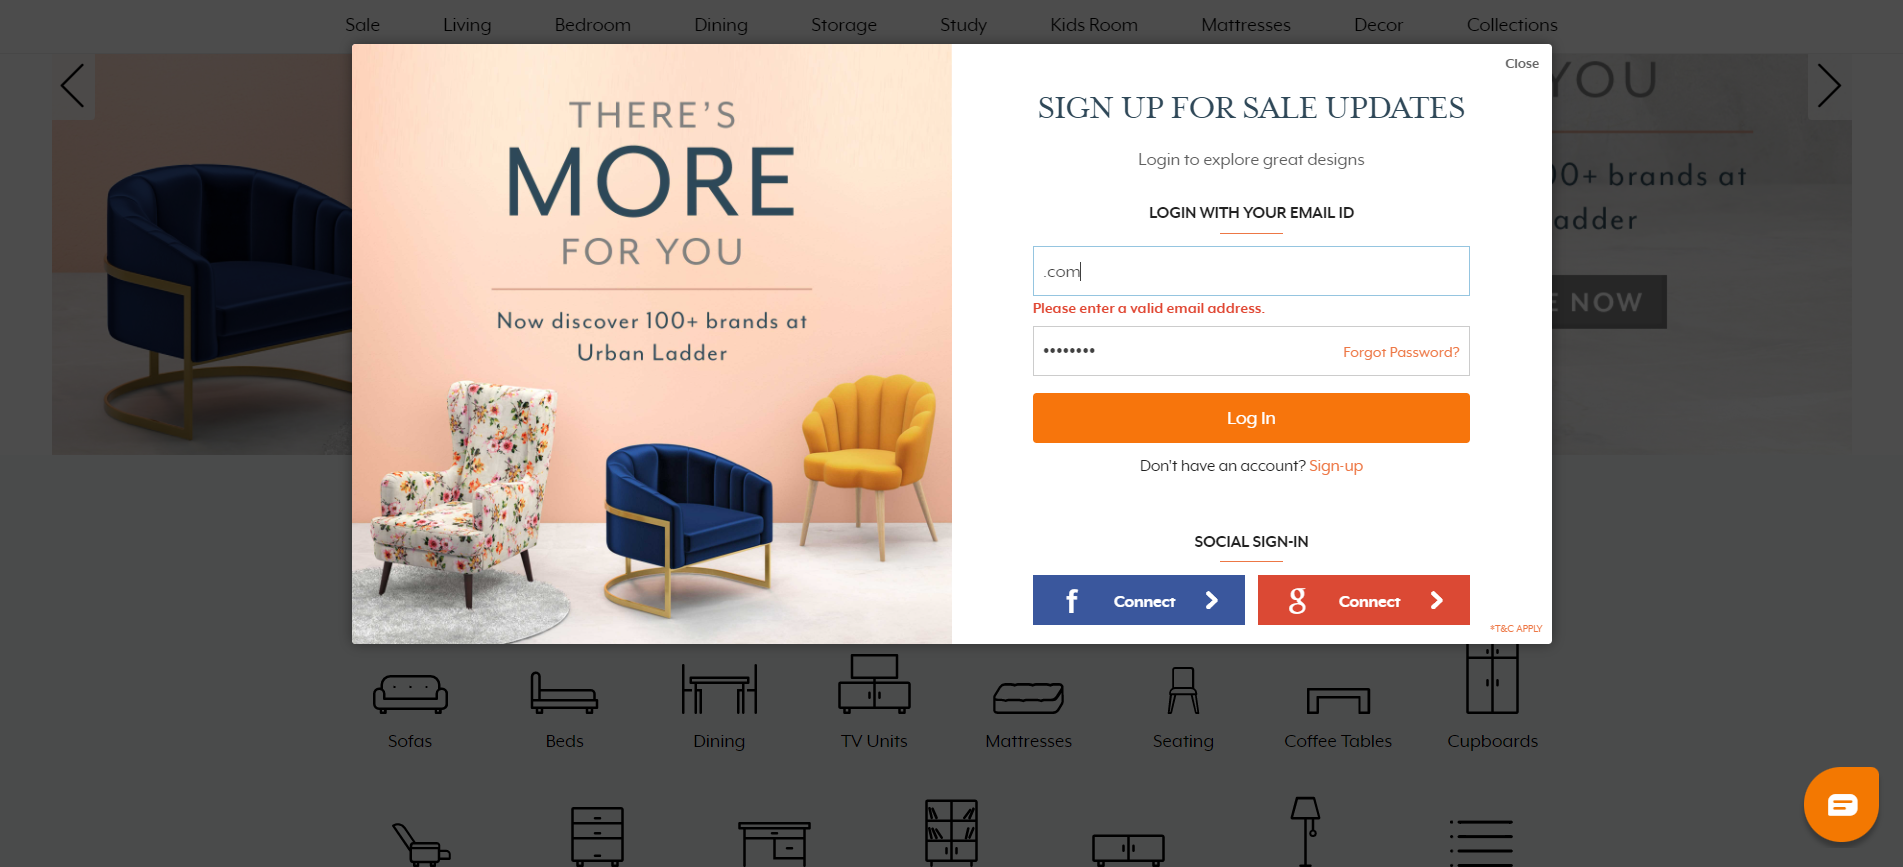 Sale Living Bedroom Dining Storage Study Kids Room Mattresses Decor Collections
THERE'S
MORE
FOR YOU
Now discover 100+ brands at
Urban Ladder
Close
SIGN UP FOR SALE UPDATES
Login to explore great designs
LOGIN WITH YOUR EMAIL ID
.com
Please enter a valid email address.
•••••••• Forgot Password?
Log In
Don't have an account? Sign-up
SOCIAL SIGN-IN
f Connect
g Connect
*T&C APPLY
YOU
00+ brands at
adder
E NOW
Sofas Beds Dining TV Units Mattresses Seating Coffee Tables Cupboards